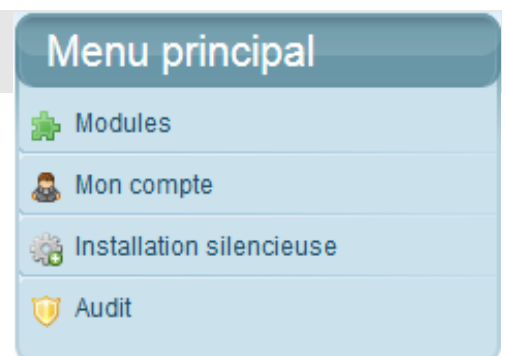 Menu principal
Modules
Mon compte
Installation silencieuse
Audit